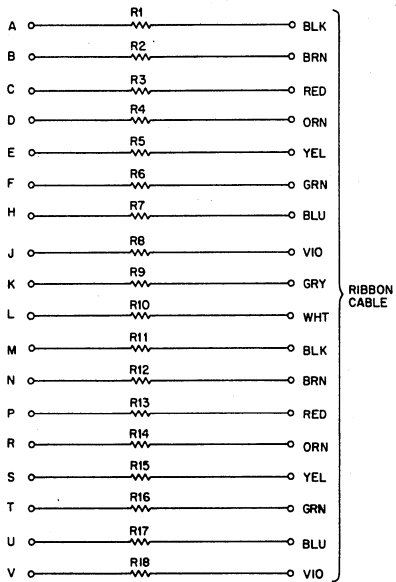 R1
A BLK
R2
B BRN
R3
C RED
R4
D ORN
R5
E YEL
R6
F GRN
R7
H BLU
R8
J VIO
R9
K GRY
RIBBON
CABLE
R10
L WHT
R11
M BLK
R12
N BRN
R13
P RED
R14
R ORN
R15
S YEL
R16
T GRN
R17
U BLU
R18
V VIO